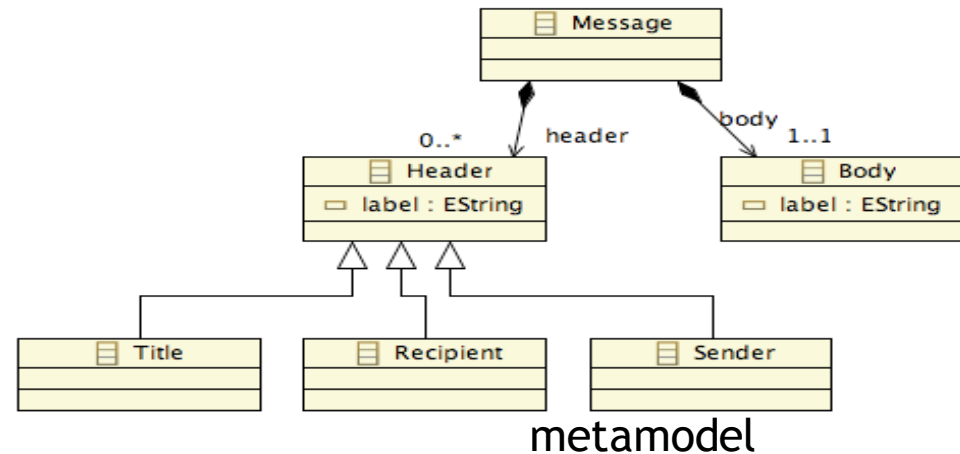 Message
body
0..*
header
1..1
Header
Body
label : EString
label : EString
Title
Recipient
Sender
metamodel